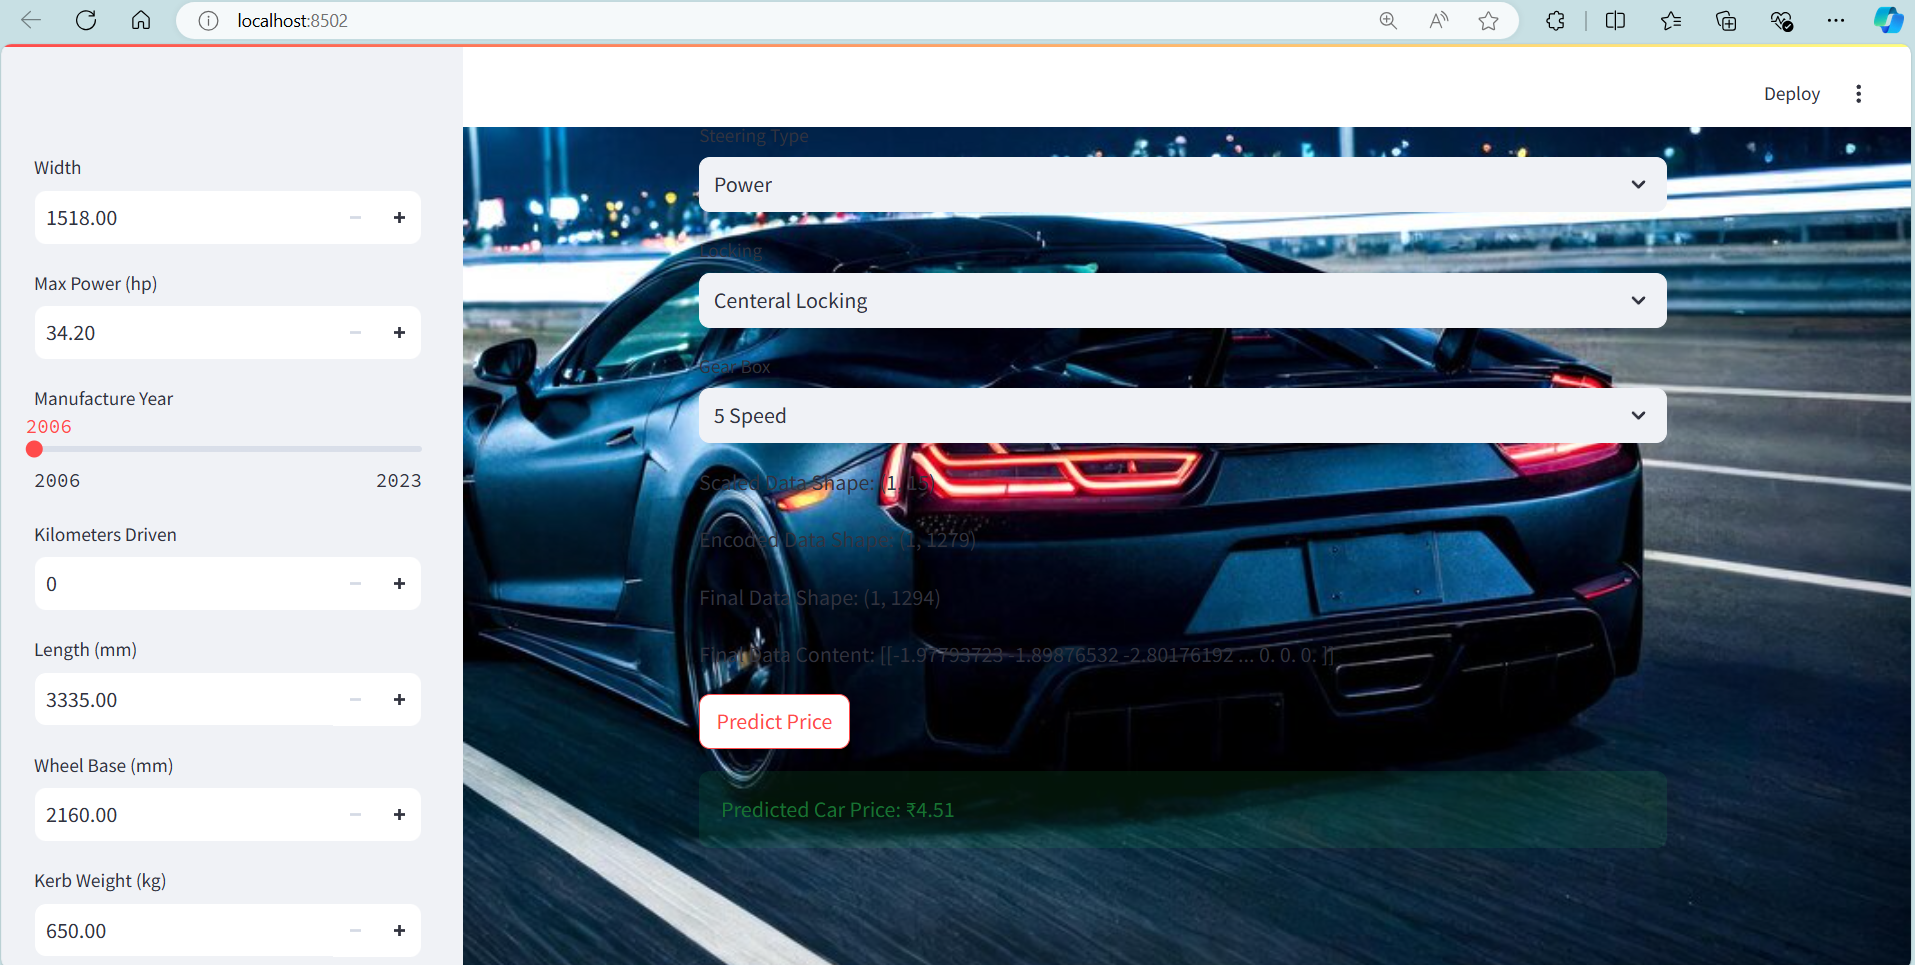 localhost:8502
Deploy
Width
1518.00
Max Power (hp)
34.20
Manufacture Year
2006
2006 2023
Kilometers Driven
0
Length (mm)
3335.00
Wheel Base (mm)
2160.00
Kerb Weight (kg)
650.00
Steering Type
Power
Locking
Centeral Locking
Gear Box
5 Speed
Scaled Data Shape: (1, 15)
Encoded Data Shape: (1, 1279)
Final Data Shape: (1, 1294)
Final Data Content: [[-1.97793723 -1.89876532 -2.80176192 ... 0. 0. 0. ]]
Predict Price
Predicted Car Price: ₹4.51